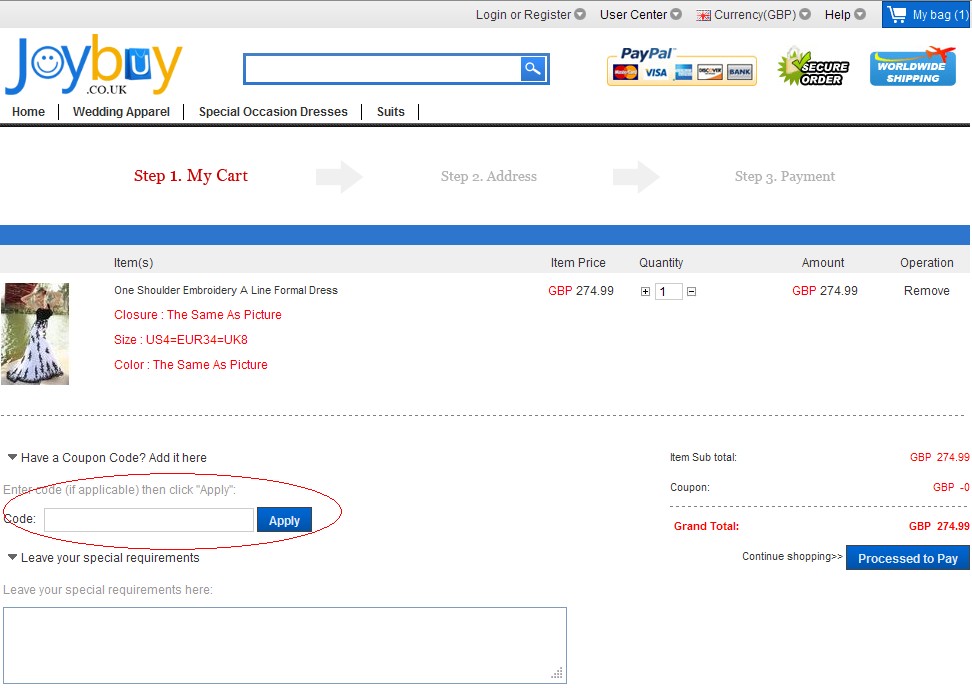 Login or Register User Center Currency(GBP) Help My bag (1)
Joybuy
.CO.UK
PayPal
VISA DISCOVER BANK
SECURE
ORDER
WORLDWIDE
SHIPPING
Home Wedding Apparel Special Occasion Dresses Suits
Step 1. My Cart Step 2. Address Step 3. Payment
Item(s) Item Price Quantity Amount Operation
One Shoulder Embroidery A Line Formal Dress GBP 274.99 1 GBP 274.99 Remove
Closure : The Same As Picture
Size : US4=EUR34=UK8
Color : The Same As Picture
Have a Coupon Code? Add it here
Enter code (if applicable) then click "Apply":
Code: Apply
Leave your special requirements
Leave your special requirements here:
Item Sub total: GBP 274.99
Coupon: GBP -0
Grand Total: GBP 274.99
Continue shopping>> Processed to Pay